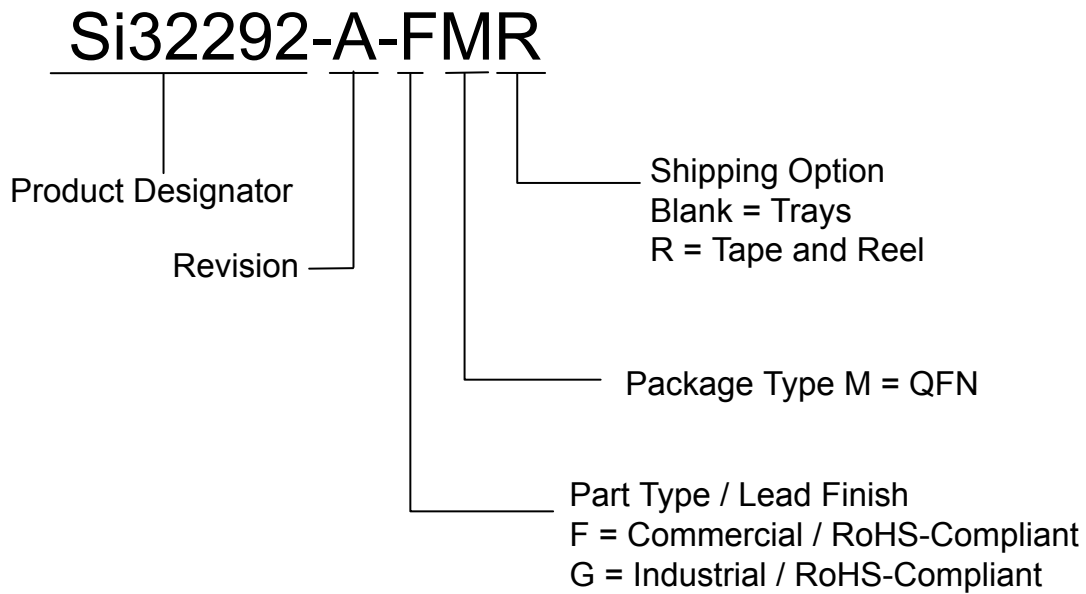 Si32292-A-FMR
Product Designator
Revision
Shipping Option
Blank = Trays
R = Tape and Reel
Package Type M = QFN
Part Type / Lead Finish
F = Commercial / RoHS-Compliant
G = Industrial / RoHS-Compliant